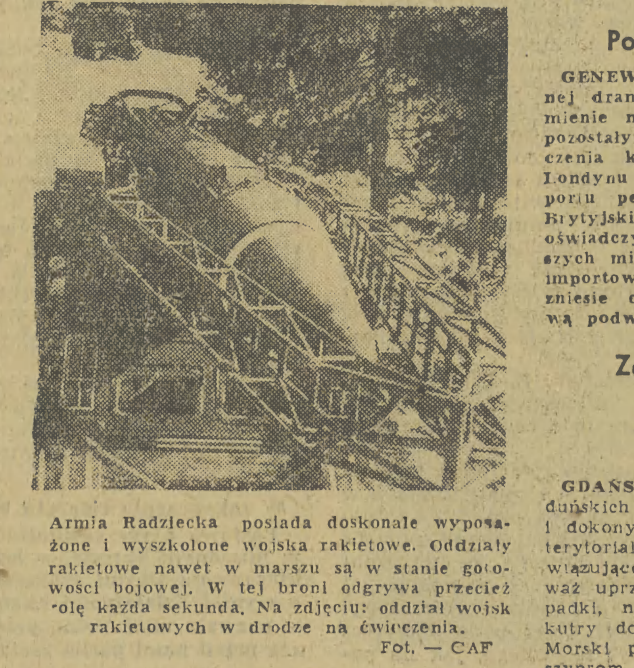 Armia Radziecka posiada doskonale wyposa-
żone i wyszkolone wojska rakietowe. Oddziały
rakietowe nawet w marszu są w stanie goto-
wości bojowej. W tej broni odgrywa przecież
rolę każda sekunda. Na zdjęciu: oddział wojsk
rakietowych w drodze na ćwiczenia.
Fot. — CAF
Po
GENEW
nej dram
mienie n
pozostały
czenia k
Londynu
portu pe
Brytyjski
oświadczy
szych mi
importow
zniesie c
wą podw
Za
GDAŃS
duńskich
i dokony
terytorial
wiązujące
waż uprz
padki, n
kutry do
Morski p